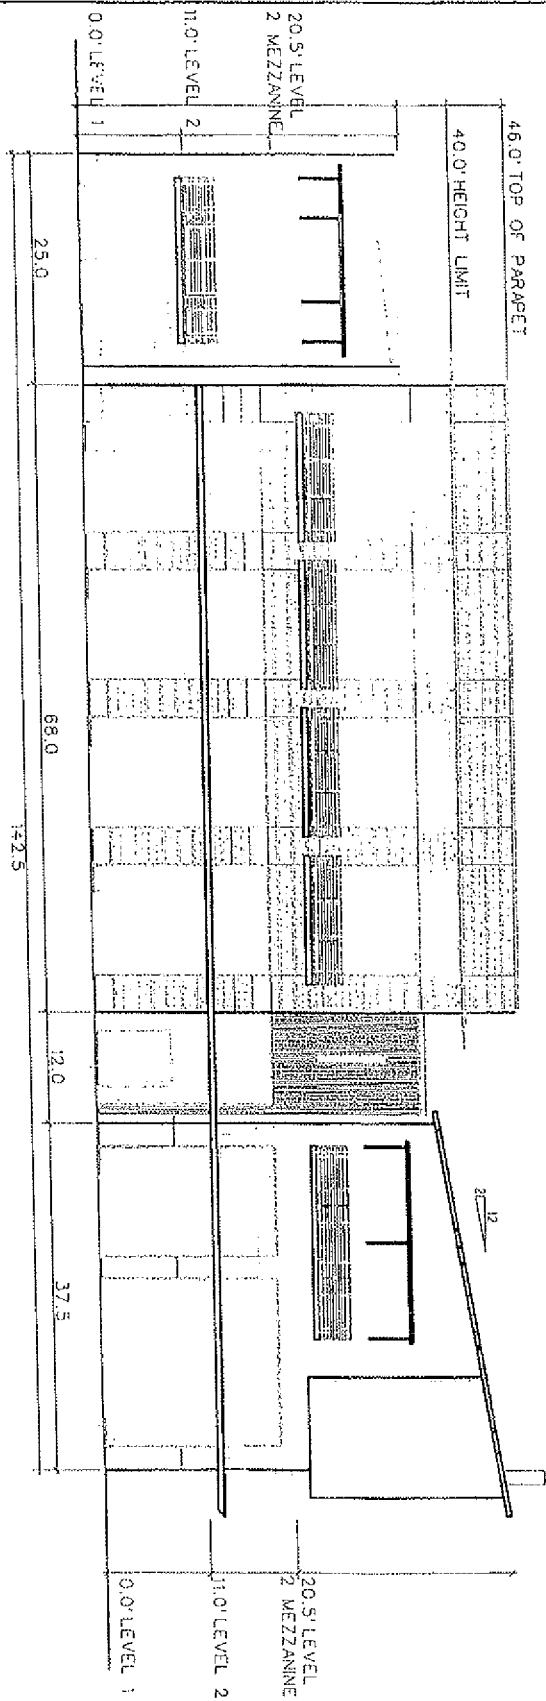 46.0' TOP OF PARAPET
40.0' HEIGHT LIMIT
20.5' LEVEL
2 MEZZANINE
11.0' LEVEL 2
0.0' LEVEL 1
12
2
20.5' LEVEL
2 MEZZANINE
11.0' LEVEL 2
0.0' LEVEL 1
25.0
68.0
12.0
37.5
142.5